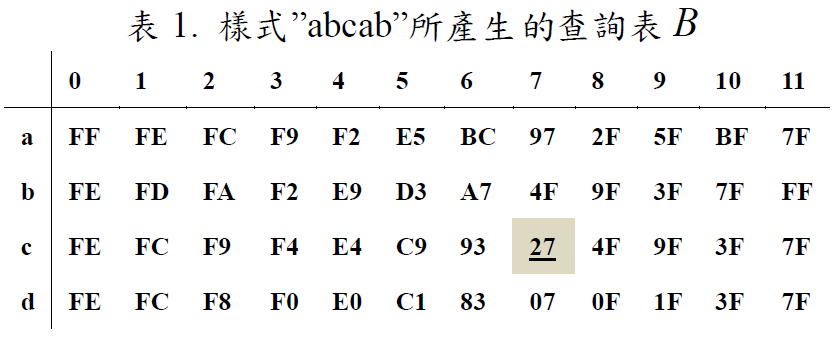 表 1. 樣式”abcab”所產生的查詢表 B
0 1 2 3 4 5 6 7 8 9 10 11
a FF FE FC F9 F2 E5 BC 97 2F 5F BF 7F
b FE FD FA F2 E9 D3 A7 4F 9F 3F 7F FF
c FE FC F9 F4 E4 C9 93 27 4F 9F 3F 7F
d FE FC F8 F0 E0 C1 83 07 0F 1F 3F 7F